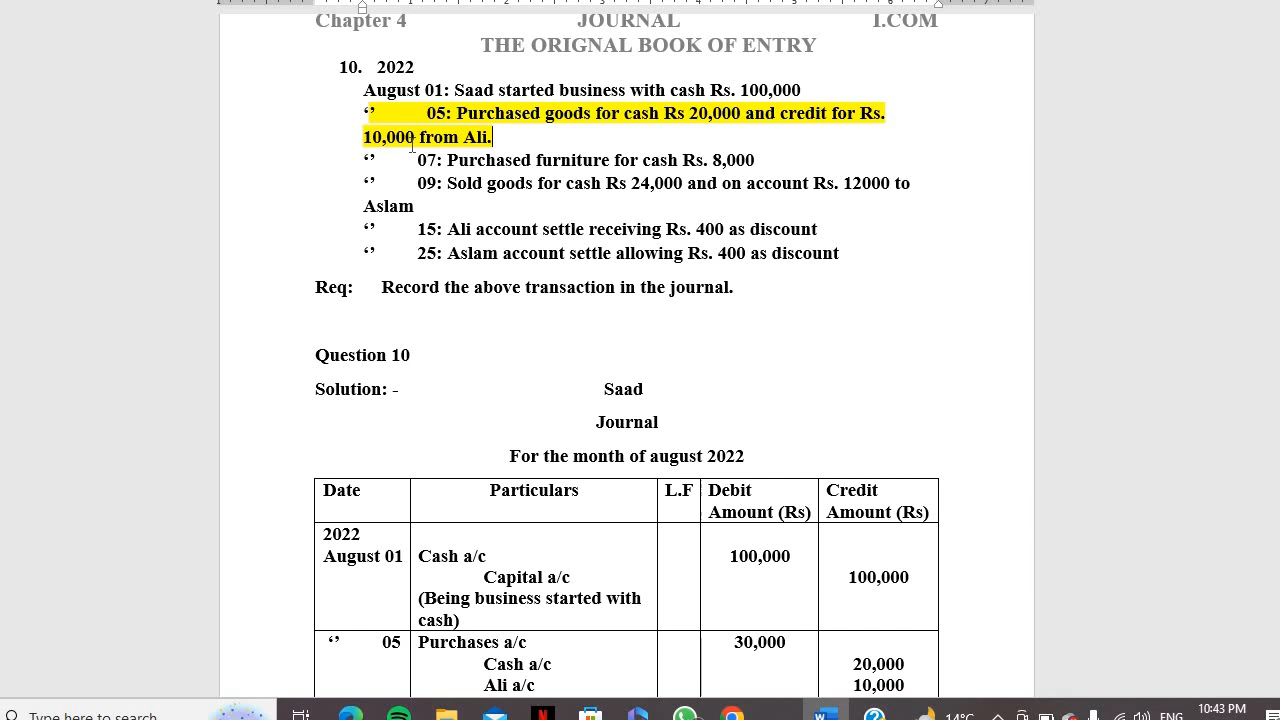 Chapter 4 JOURNAL I.COM
THE ORIGNAL BOOK OF ENTRY
10. 2022
August 01: Saad started business with cash Rs. 100,000
‘’ 05: Purchased goods for cash Rs 20,000 and credit for Rs.
10,000 from Ali.
‘’ 07: Purchased furniture for cash Rs. 8,000
‘’ 09: Sold goods for cash Rs 24,000 and on account Rs. 12000 to
Aslam
‘’ 15: Ali account settle receiving Rs. 400 as discount
‘’ 25: Aslam account settle allowing Rs. 400 as discount
Req: Record the above transaction in the journal.
Question 10
Solution: - Saad
Journal
For the month of august 2022
Date Particulars L.F Debit Credit
Amount (Rs) Amount (Rs)
2022
August 01 Cash a/c 100,000
Capital a/c 100,000
(Being business started with
cash)
‘’ 05 Purchases a/c 30,000
Cash a/c 20,000
Ali a/c 10,000
Type here to search 14°C ENG 10:43 PM